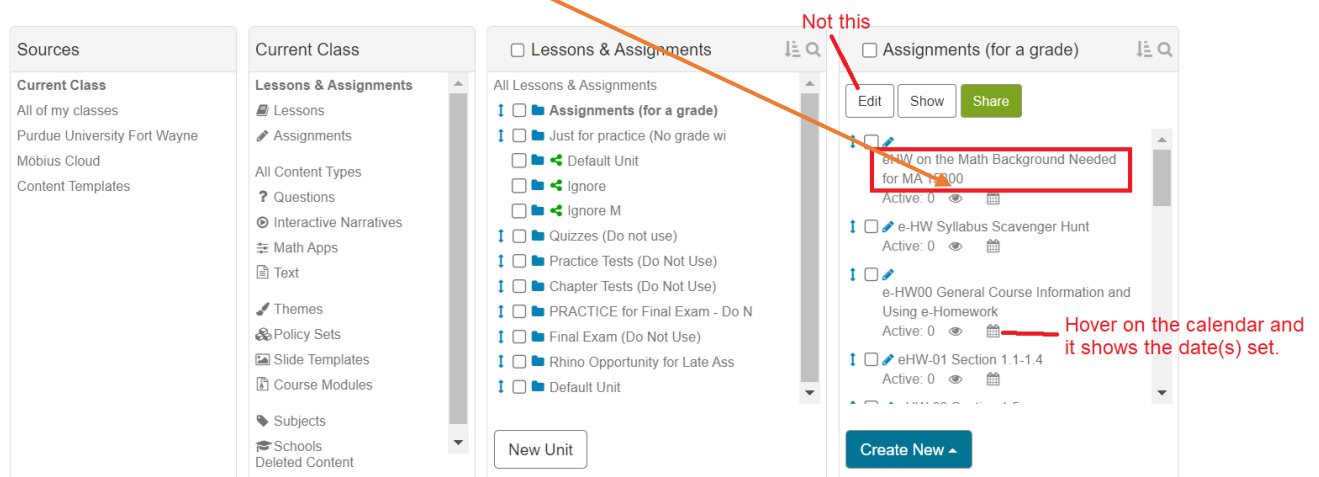 Not this
Sources
Current Class
All of my classes
Purdue University Fort Wayne
Möbius Cloud
Content Templates
Current Class
Lessons & Assignments
Lessons
Assignments
All Content Types
? Questions
Interactive Narratives
Math Apps
Text
Themes
Policy Sets
Slide Templates
Course Modules
Subjects
Schools
Deleted Content
Lessons & Assignments
All Lessons & Assignments
Assignments (for a grade)
Just for practice (No grade wi
Default Unit
Ignore
Ignore M
Quizzes (Do not use)
Practice Tests (Do Not Use)
Chapter Tests (Do Not Use)
PRACTICE for Final Exam - Do N
Final Exam (Do Not Use)
Rhino Opportunity for Late Ass
Default Unit
New Unit
Assignments (for a grade)
Edit Show Share
eHW on the Math Background Needed
for MA 15300
Active: 0
e-HW Syllabus Scavenger Hunt
Active: 0
e-HW00 General Course Information and
Using e-Homework
Active: 0
eHW-01 Section 1.1-1.4
Active: 0
Create New
Hover on the calendar and
it shows the date(s) set.